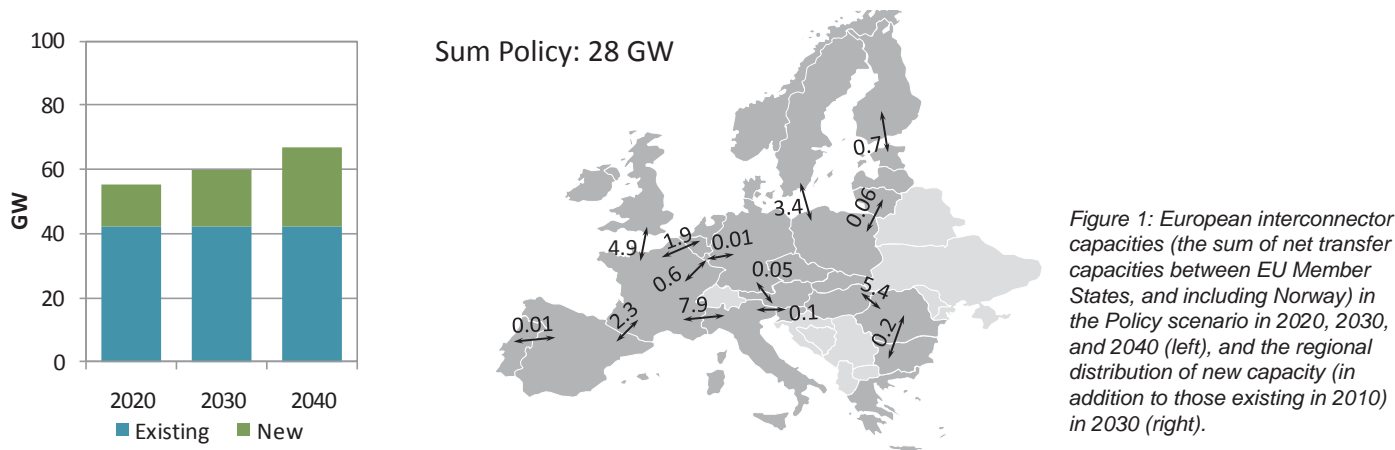 100
80
60
40
20
0
GW
2020 2030 2040
Existing New
Sum Policy: 28 GW
0.7
3.4
0.06
4.9
1.9
0.01
0.6
0.05
5.4
7.9
0.1
2.3
0.01
0.2
Figure 1: European interconnector
capacities (the sum of net transfer
capacities between EU Member
States, and including Norway) in
the Policy scenario in 2020, 2030,
and 2040 (left), and the regional
distribution of new capacity (in
addition to those existing in 2010)
in 2030 (right).